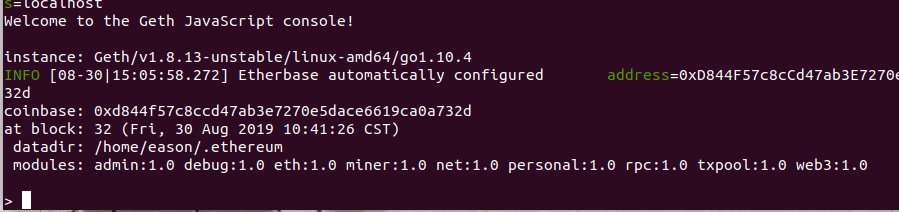 s=localhost
Welcome to the Geth JavaScript console!
instance: Geth/v1.8.13-unstable/linux-amd64/go1.10.4
INFO [08-30|15:05:58.272] Etherbase automatically configured address=0xD844F57c8cCd47ab3E7270e
32d
coinbase: 0xd844f57c8ccd47ab3e7270e5dace6619ca0a732d
at block: 32 (Fri, 30 Aug 2019 10:41:26 CST)
datadir: /home/eason/.ethereum
modules: admin:1.0 debug:1.0 eth:1.0 miner:1.0 net:1.0 personal:1.0 rpc:1.0 txpool:1.0 web3:1.0
>